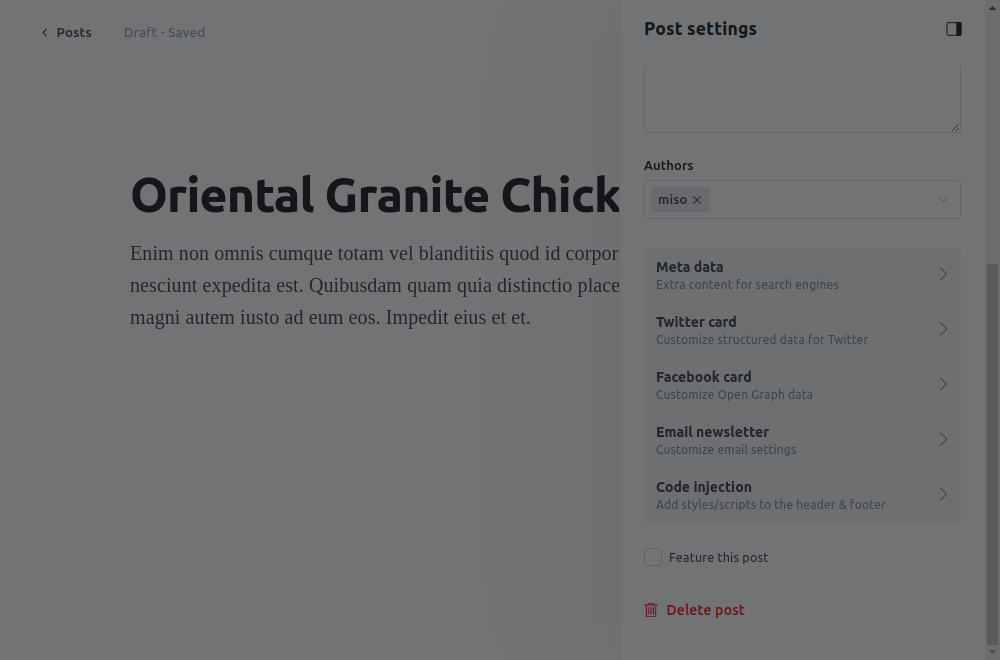 Posts
Draft - Saved
Post settings
Authors
miso
Oriental Granite Chick
Enim non omnis cumque totam vel blanditiis quod id corpor
nesciunt expedita est. Quibusdam quam quia distinctio place
magni autem iusto ad eum eos. Impedit eius et et.
Meta data
Extra content for search engines
Twitter card
Customize structured data for Twitter
Facebook card
Customize Open Graph data
Email newsletter
Customize email settings
Code injection
Add styles/scripts to the header & footer
Feature this post
Delete post